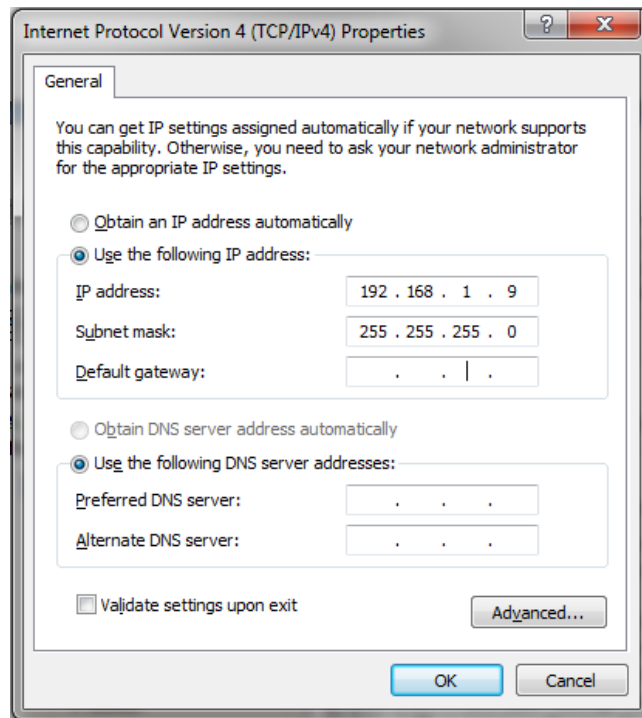 Internet Protocol Version 4 (TCP/IPv4) Properties
?
X
General
You can get IP settings assigned automatically if your network supports
this capability. Otherwise, you need to ask your network administrator
for the appropriate IP settings.
Obtain an IP address automatically
Use the following IP address:
IP address: 192 . 168 . 1 . 9
Subnet mask: 255 . 255 . 255 . 0
Default gateway: . . .
Obtain DNS server address automatically
Use the following DNS server addresses:
Preferred DNS server: . . .
Alternate DNS server: . . .
Validate settings upon exit
Advanced...
OK Cancel